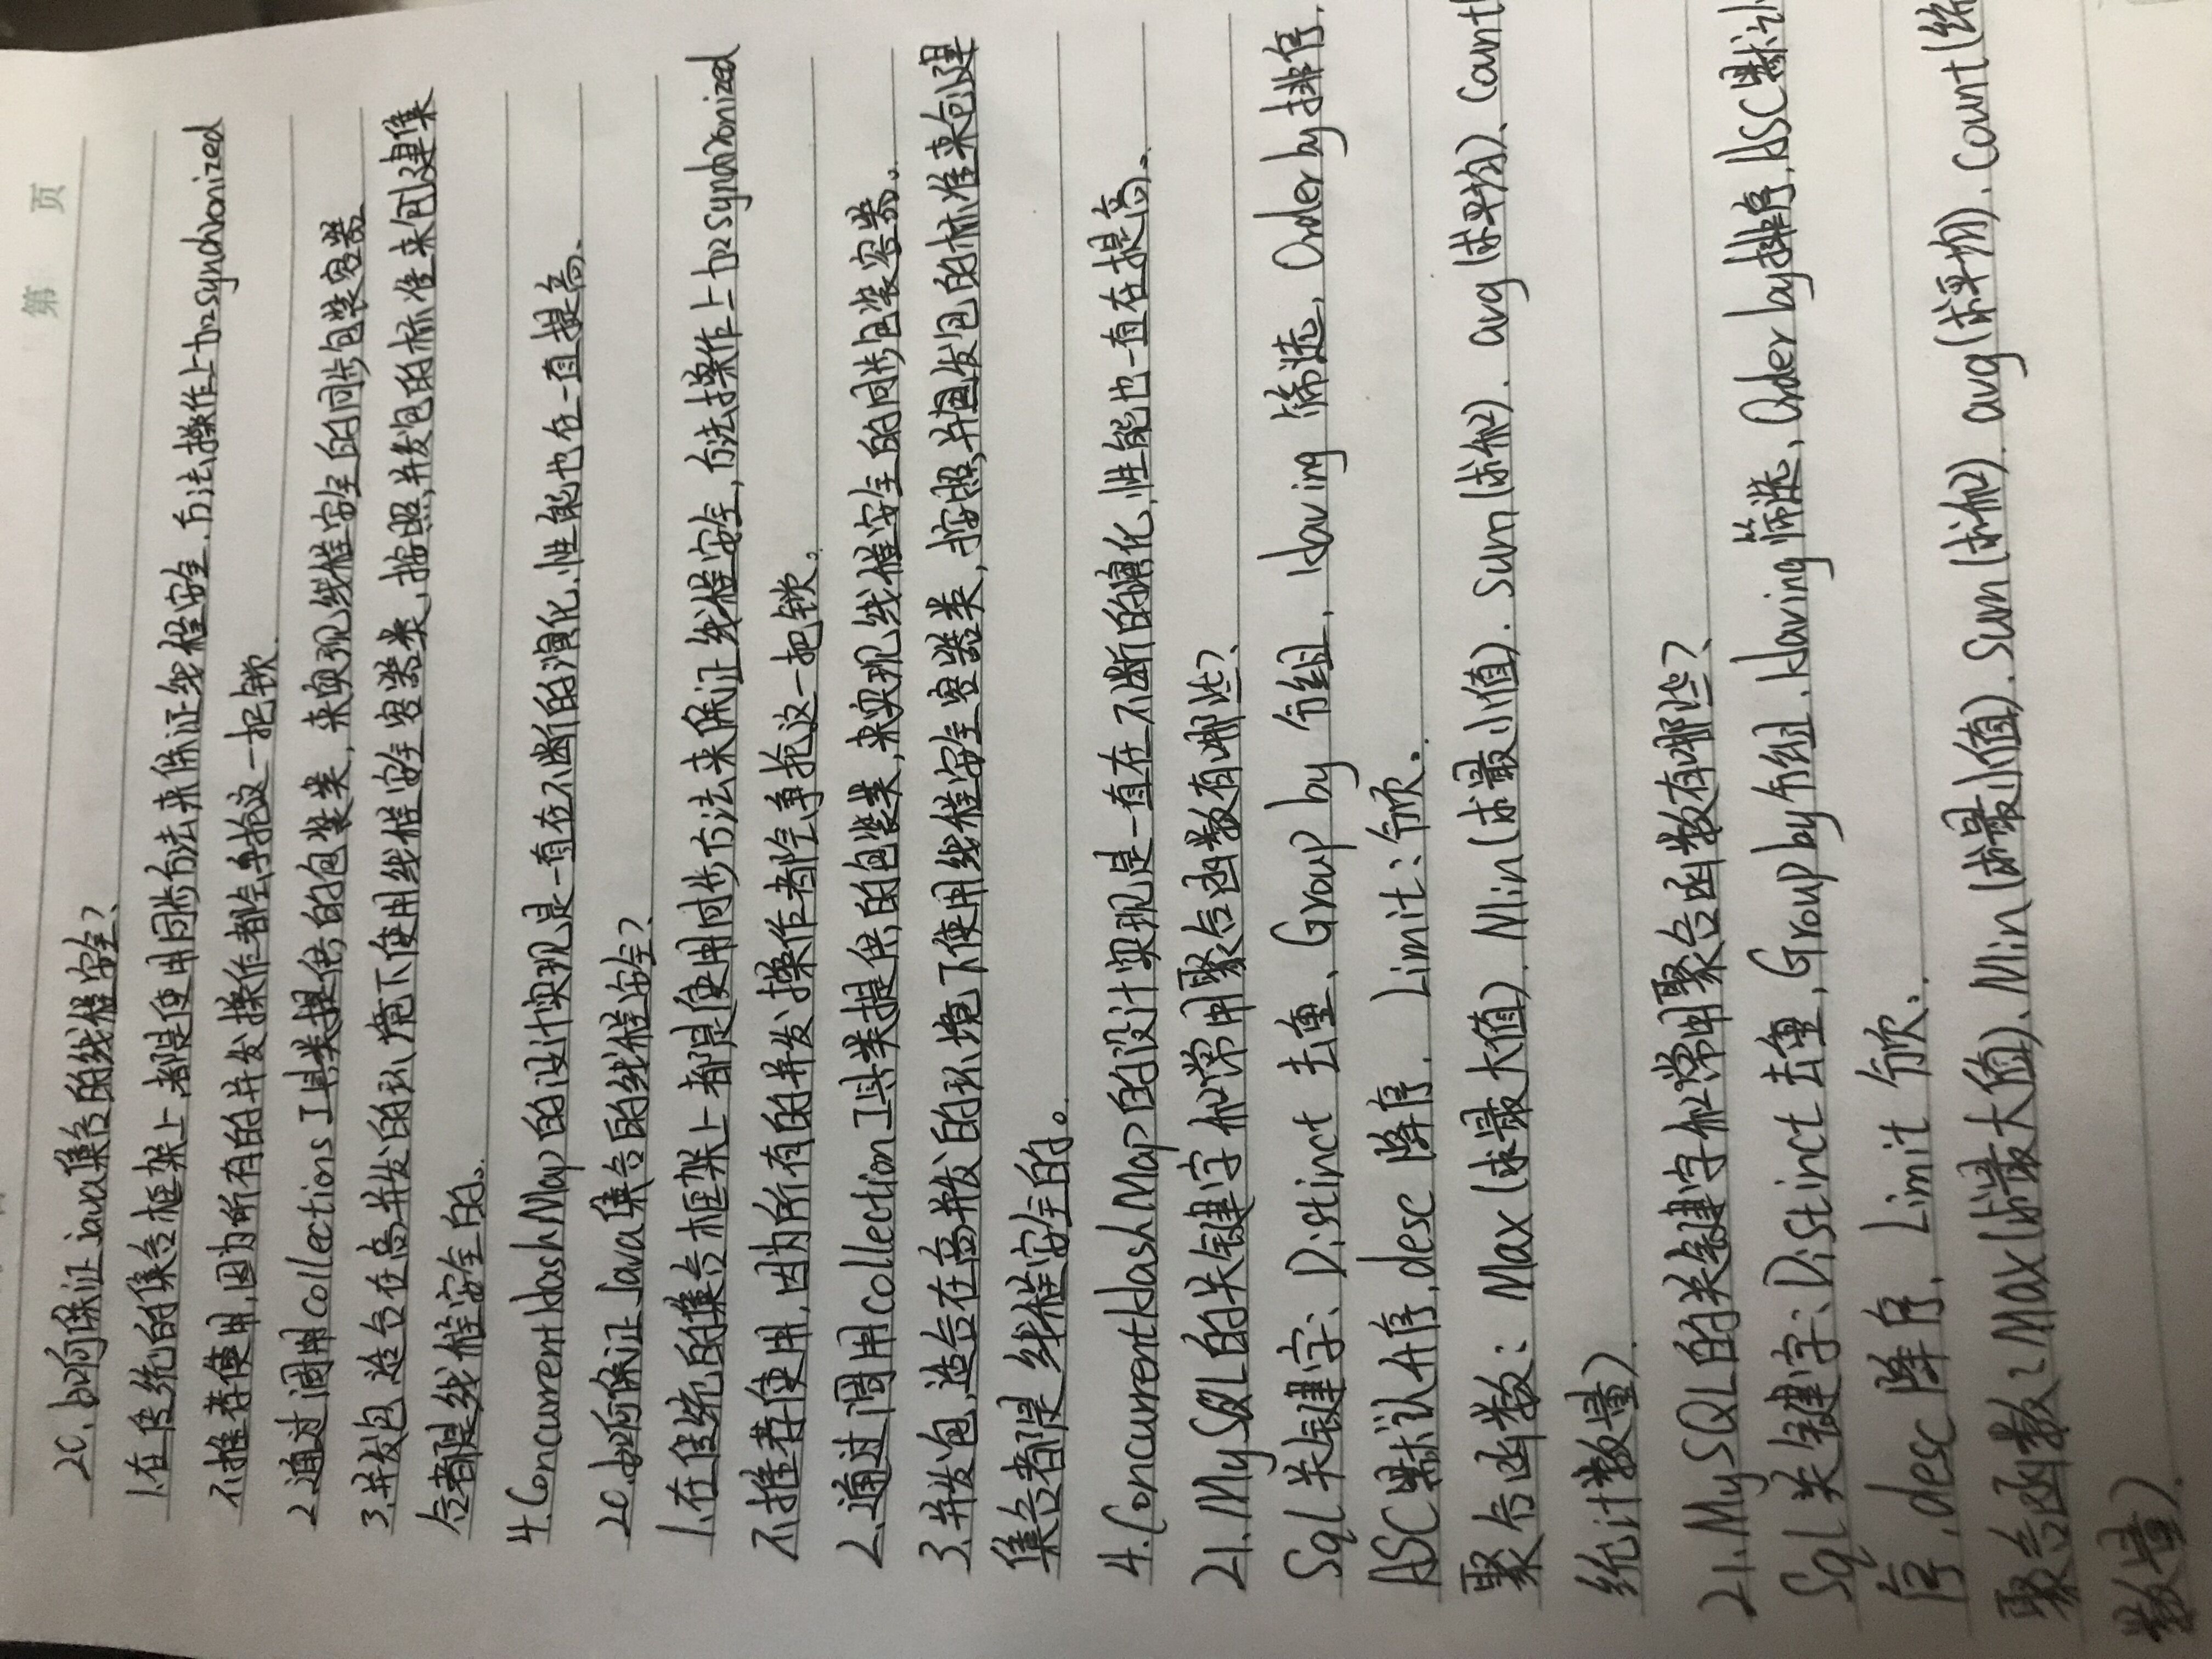 第 页
20.如何保证java集合的线程安全?
1.在传统的集合框架上,都是使用同步方法来保证线程安全.方法操作上加synchronized
不推荐使用,因为所有的并发操作都会争抢这一把锁.
2.通过调用collections工具类提供的包装类,来实现线程安全的同步包装容器
3.并发包.适合在高并发的环境下使用线程安全容器类,按照并发包的标准来创建集
合都是线程安全的。
4.ConcurrentHashMap的设计实现是一直在不断的演化,性能也在一直提高.
20.如何保证Java集合的线程安全?
1.在传统的集合框架上都是使用同步方法来保证线程安全,方法操作上加synchronized
不推荐使用,因为所有的并发操作都会争抢这一把锁。
2.通过调用collection工具类提供的包装类,来实现线程安全的同步包装容器。
3.并发包,适合在高并发的环境下使用线程安全容器类,按照并发包的标准来创建
集合都是线程安全的。
4.ConcurrentHashMap的设计实现是一直在不断的演化,性能也一直在提高。
21.MySQL的关键字和常用聚合函数有哪些?
Sql关键字:Distinct 去重、Group by 分组,Having 筛选,Order by排序.
ASC默认升序,desc 降序. Limit:分页。
聚合函数: Max(求最大值).Min(求最小值).sum(求和).avg(求平均)、Count(
统计数量).
21.MySQL的关键字和常用聚合函数有哪些?
Sql关键字:Distinct 去重,Group by分组.Having筛选,Order by排序.ASC默认
序,desc降序. Limit 分页.
聚合函数:Max(求最大值)、Min(求最小值).Sum(求和).avg(求平均).Count(统
数量).